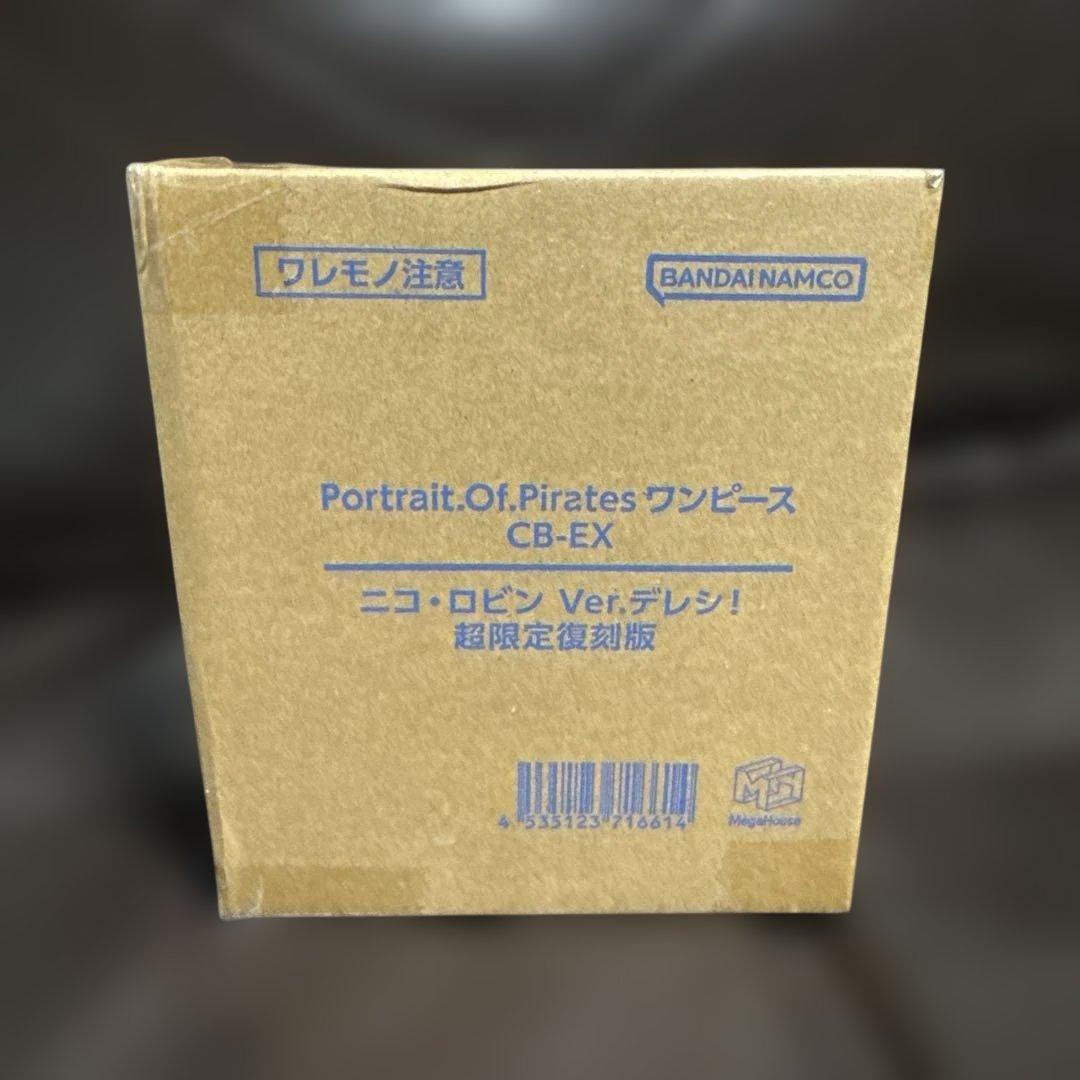 ワレモノ注意
BANDAI NAMCO
Portrait.Of.Pirates ワンピース
CB-EX
ニコ・ロビン Ver.デレシ!
超限定復刻版
4 535123 716614
MegaHouse